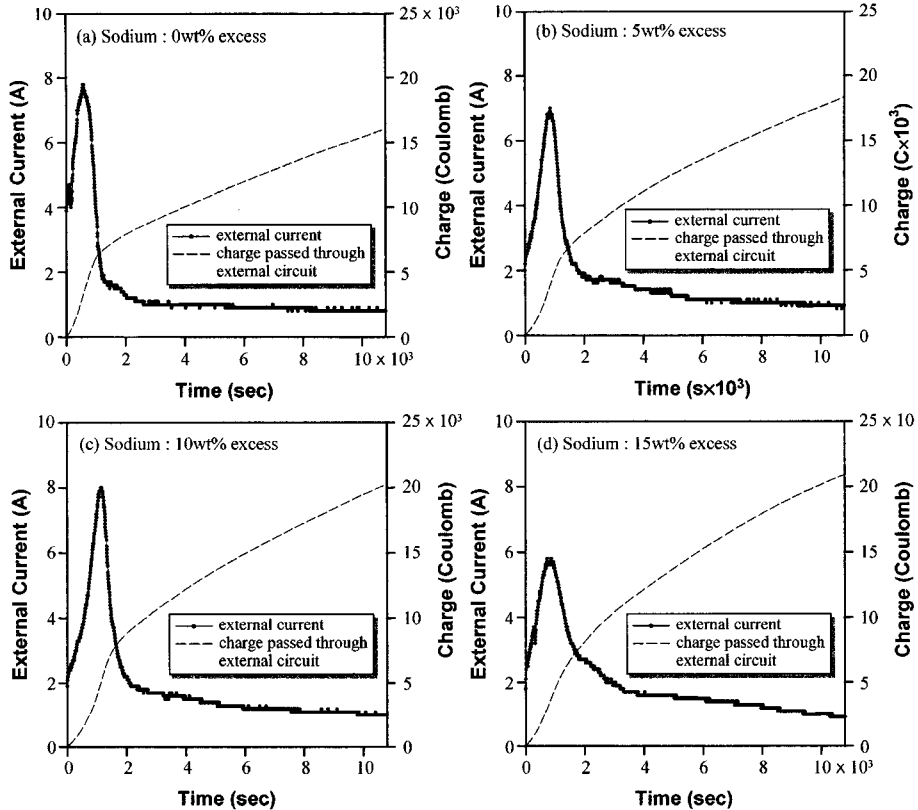 (a) Sodium : 0wt% excess
External Current (A)
10
8
6
4
2
0
25 x 10³
20
15
10
5
0
Charge (Coulomb)
external current
charge passed through
external circuit
0 2 4 6 8 10 x 10³
Time (sec)
(b) Sodium : 5wt% excess
External current (A)
10
8
6
4
2
0
25
20
15
10
5
0
Charge (C×10³)
external current
charge passed through
external circuit
0 2 4 6 8 10
Time (s×10³)
(c) Sodium : 10wt% excess
External Current (A)
10
8
6
4
2
0
25 x 10³
20
15
10
5
0
Charge (Coulomb)
external current
charge passed through
external circuit
0 2 4 6 8 10
Time (sec)
(d) Sodium : 15wt% excess
External Current (A)
10
8
6
4
2
0
25 x 10
20
15
10
5
0
Charge (Coulomb)
external current
charge passed through
external circuit
0 2 4 6 8 10 x 10³
Time (sec)